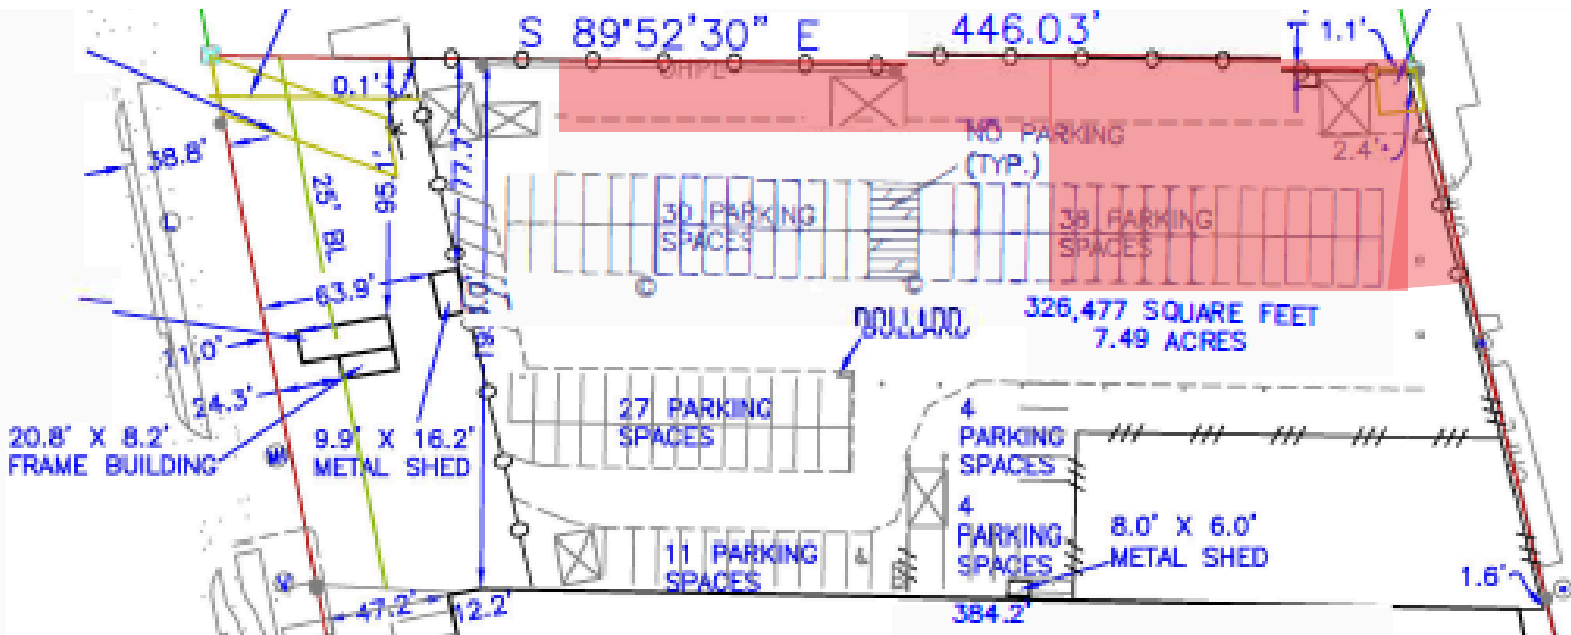 S 89°52'30" E 446.03'
1.1'
0.1'
OHPL
38.8'
77.7'
NO PARKING
(TYP.)
2.4'
25' BL
96.1'
30 PARKING
SPACES
38 PARKING
SPACES
63.9'
326,477 SQUARE FEET
7.49 ACRES
BOLLARD
11.0'
24.3'
27 PARKING
SPACES
4
PARKING
SPACES
20.8' X 8.2'
FRAME BUILDING
9.9' X 16.2'
METAL SHED
4
PARKING
SPACES
8.0' X 6.0'
METAL SHED
11 PARKING
SPACES
1.6'
47.2'
12.2'
384.2'